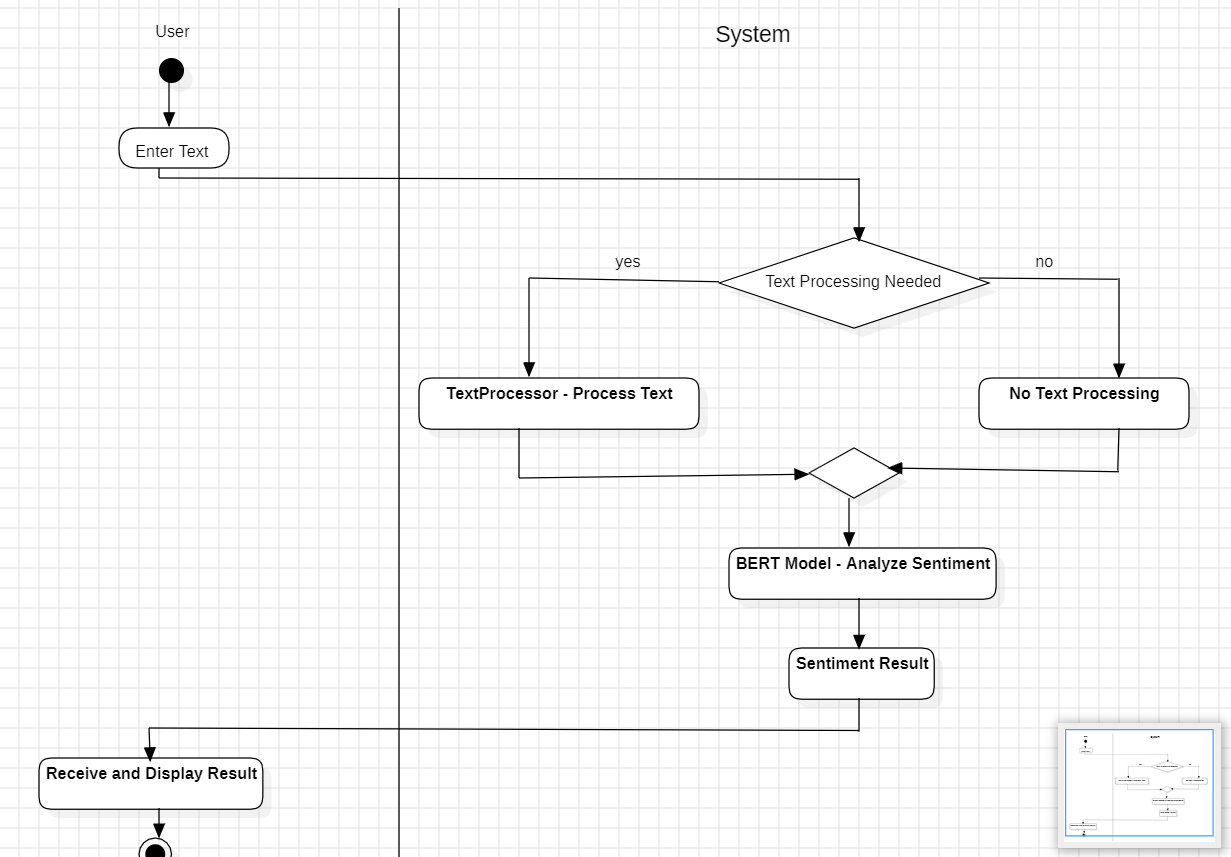 User
System
Enter Text
yes
no
Text Processing Needed
TextProcessor - Process Text
No Text Processing
BERT Model - Analyze Sentiment
Sentiment Result
Receive and Display Result